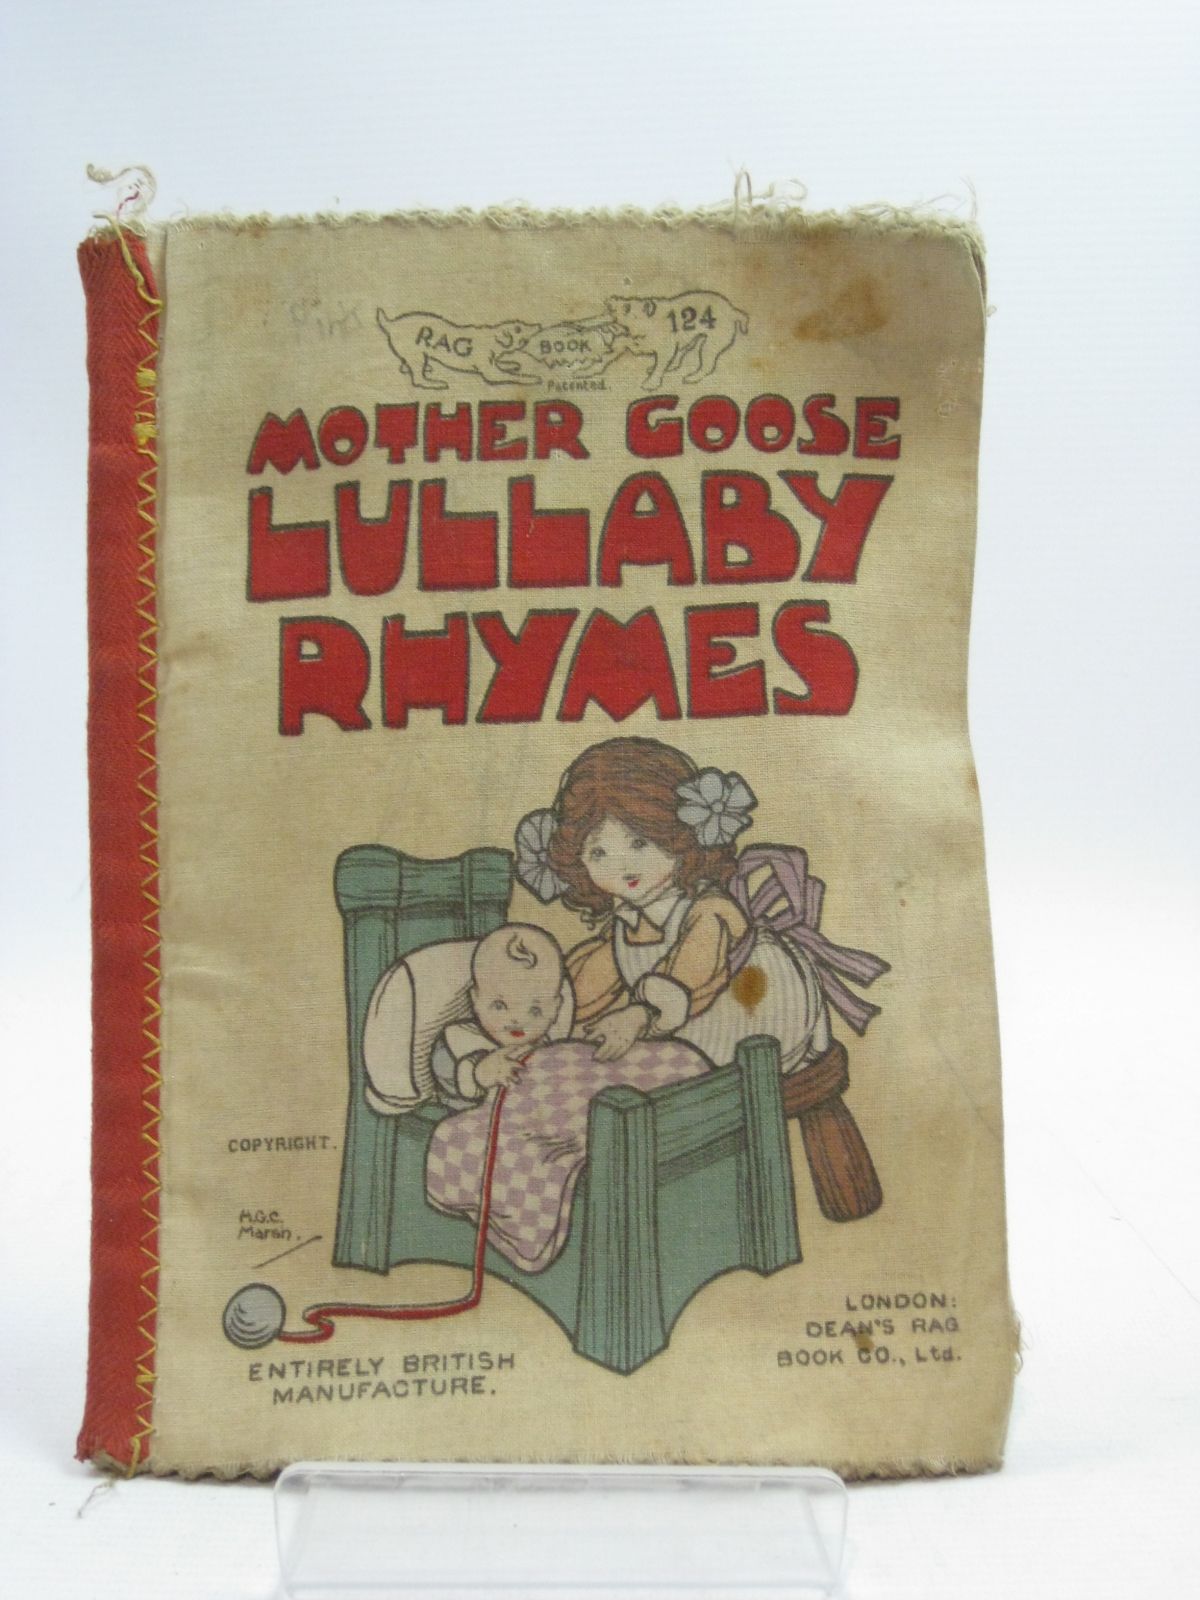 RAG BOOK 124
Patented.
MOTHER GOOSE
LULLABY
RHYMES
COPYRIGHT.
H.G.C.
Marsh.
ENTIRELY BRITISH
MANUFACTURE.
LONDON:
DEAN'S RAG
BOOK CO., Ltd.